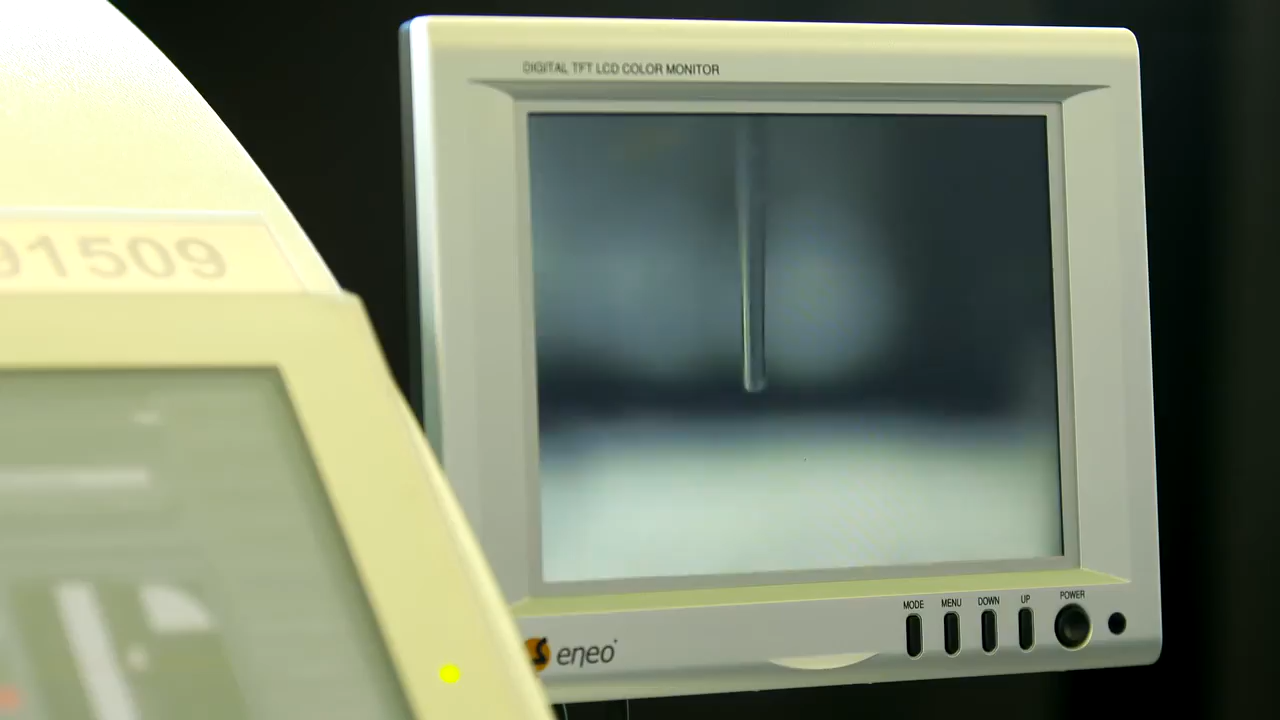 DIGITAL TFT LCD COLOR MONITOR
91509
MODE MENU DOWN UP POWER
eneo